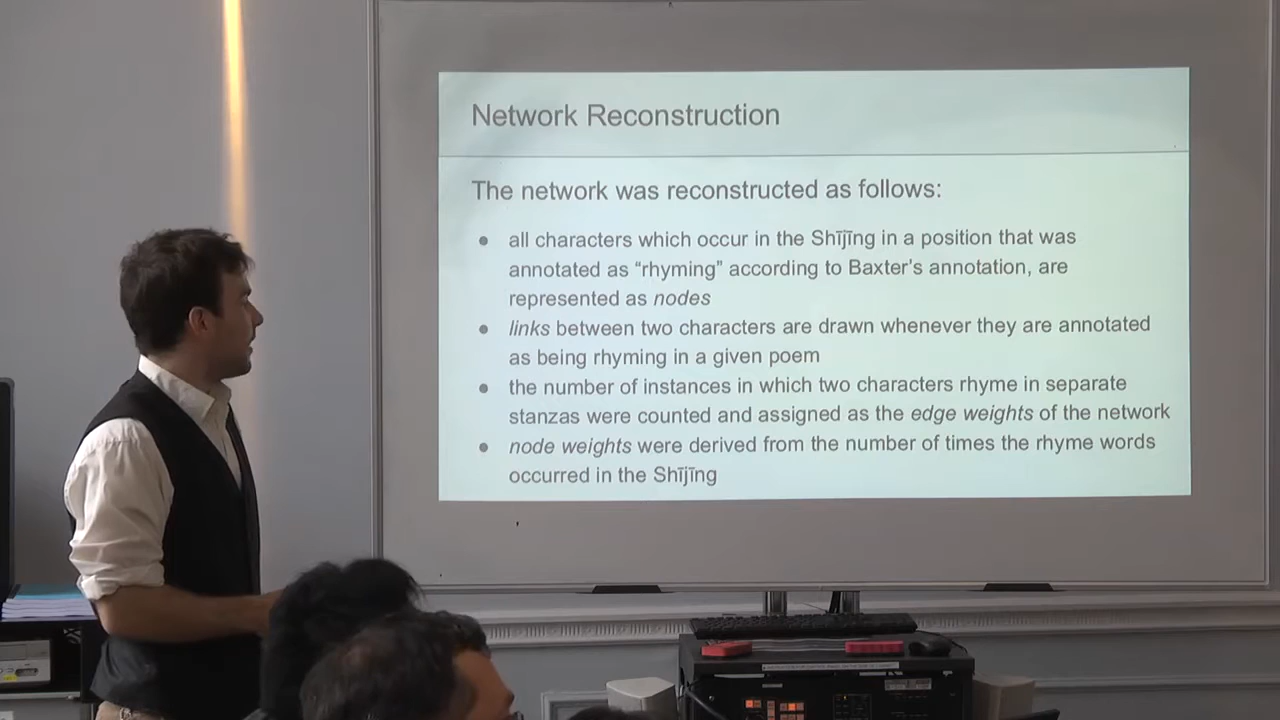 Network Reconstruction
The network was reconstructed as follows:
● all characters which occur in the Shījīng in a position that was
annotated as “rhyming” according to Baxter’s annotation, are
represented as nodes
● links between two characters are drawn whenever they are annotated
as being rhyming in a given poem
● the number of instances in which two characters rhyme in separate
stanzas were counted and assigned as the edge weights of the network
● node weights were derived from the number of times the rhyme words
occurred in the Shījīng